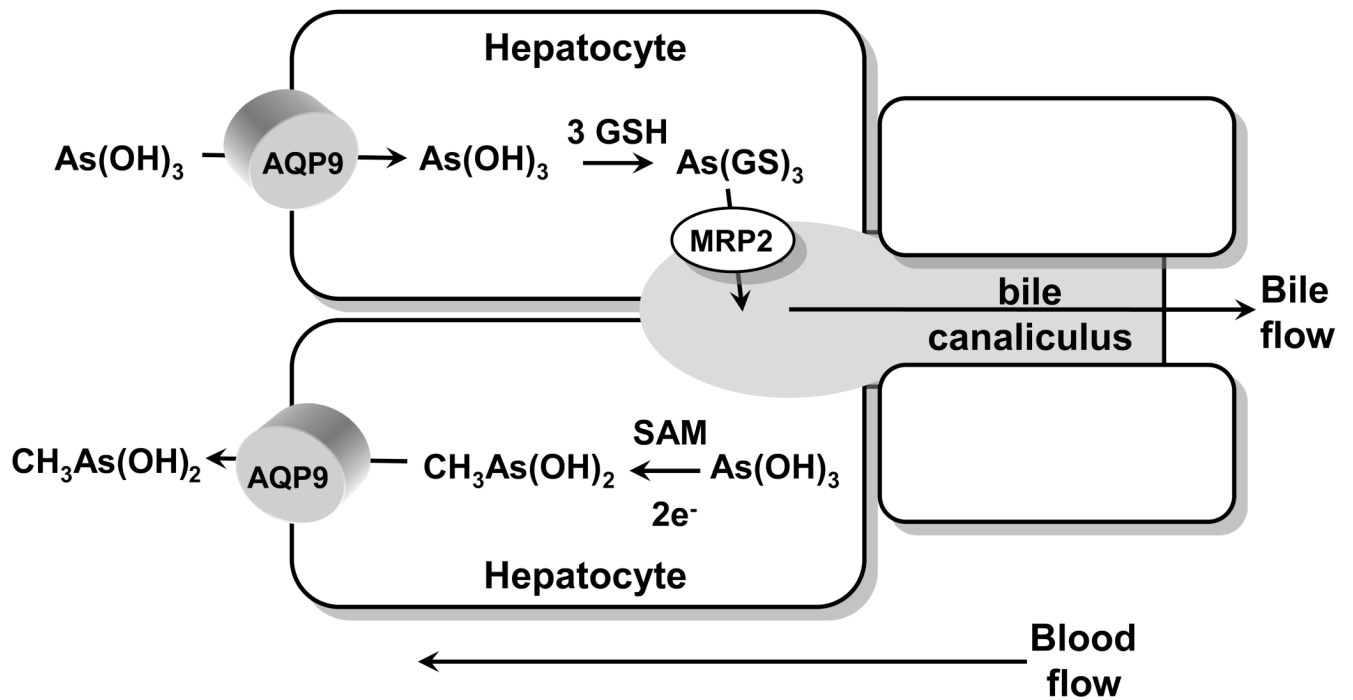 Hepatocyte
As(OH)3
AQP9
As(OH)3
3 GSH
As(GS)3
MRP2
bile
canaliculus
Bile
flow
CH3As(OH)2
AQP9
CH3As(OH)2
SAM
2e-
As(OH)3
Hepatocyte
Blood
flow